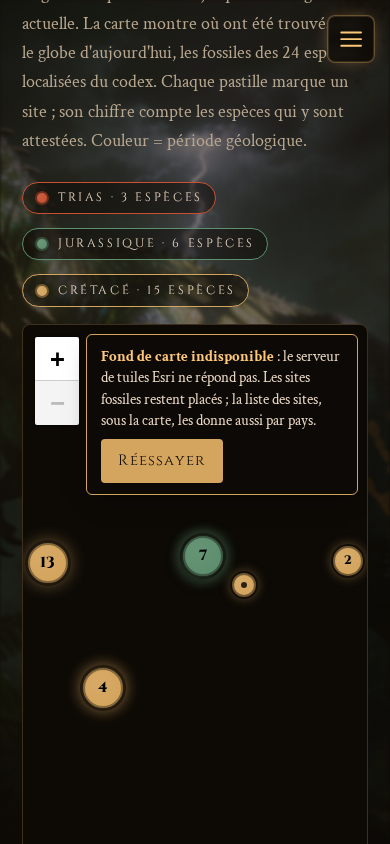 actuelle. La carte montre où ont été trouvé
le globe d'aujourd'hui, les fossiles des 24 esp
localisées du codex. Chaque pastille marque un
site ; son chiffre compte les espèces qui y sont
attestées. Couleur = période géologique.
TRIAS · 3 ESPÈCES
JURASSIQUE · 6 ESPÈCES
CRÉTACÉ · 15 ESPÈCES
+
−
Fond de carte indisponible : le serveur
de tuiles Esri ne répond pas. Les sites
fossiles restent placés ; la liste des sites,
sous la carte, les donne aussi par pays.
Réessayer
13
7
2
4